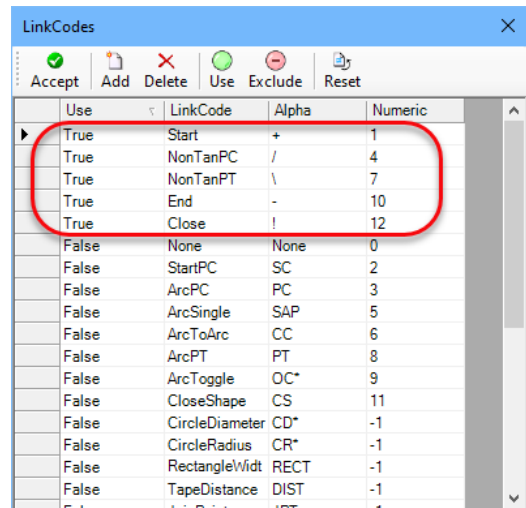 LinkCodes
Accept Add Delete Use Exclude Reset
Use LinkCode Alpha Numeric
True Start + 1
True NonTanPC / 4
True NonTanPT \ 7
True End - 10
True Close ! 12
False None None 0
False StartPC SC 2
False ArcPC PC 3
False ArcSingle SAP 5
False ArcToArc CC 6
False ArcPT PT 8
False ArcToggle OC* 9
False CloseShape CS 11
False CircleDiameter CD* -1
False CircleRadius CR* -1
False RectangleWidt RECT -1
False TapeDistance DIST -1